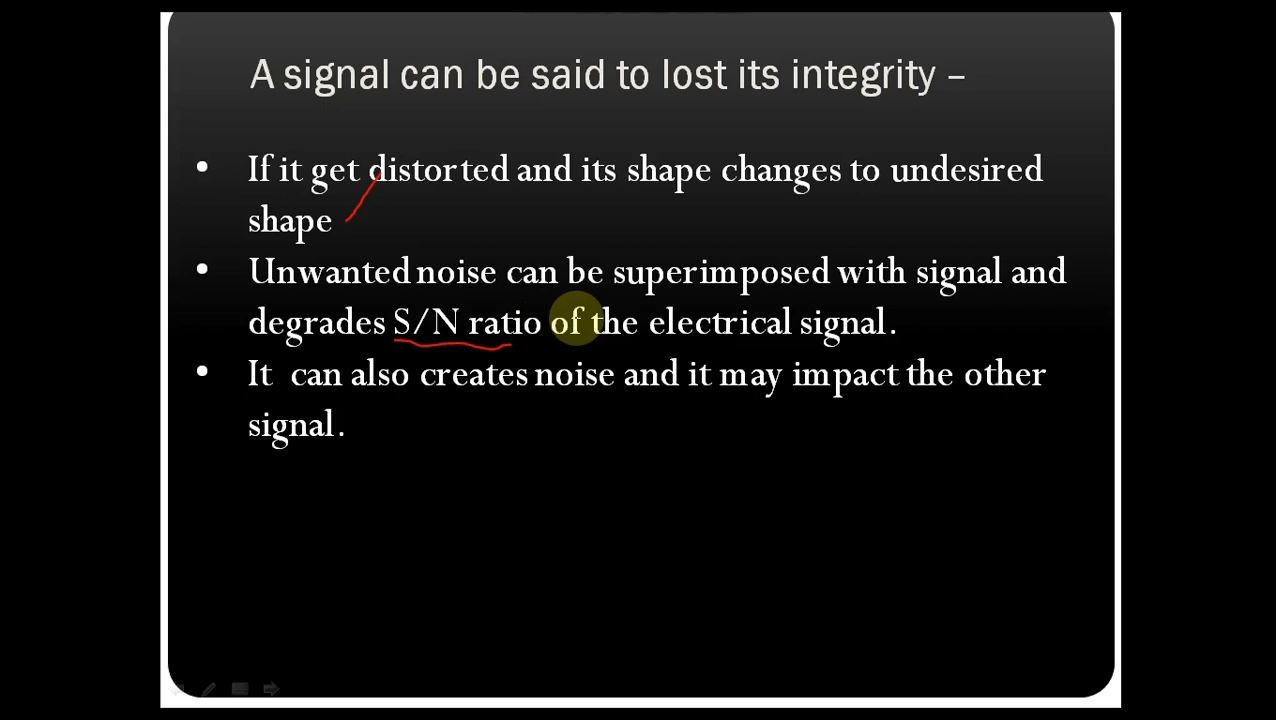 A signal can be said to lost its integrity –
• If it get distorted and its shape changes to undesired
shape
• Unwanted noise can be superimposed with signal and
degrades S/N ratio of the electrical signal.
• It can also creates noise and it may impact the other
signal.